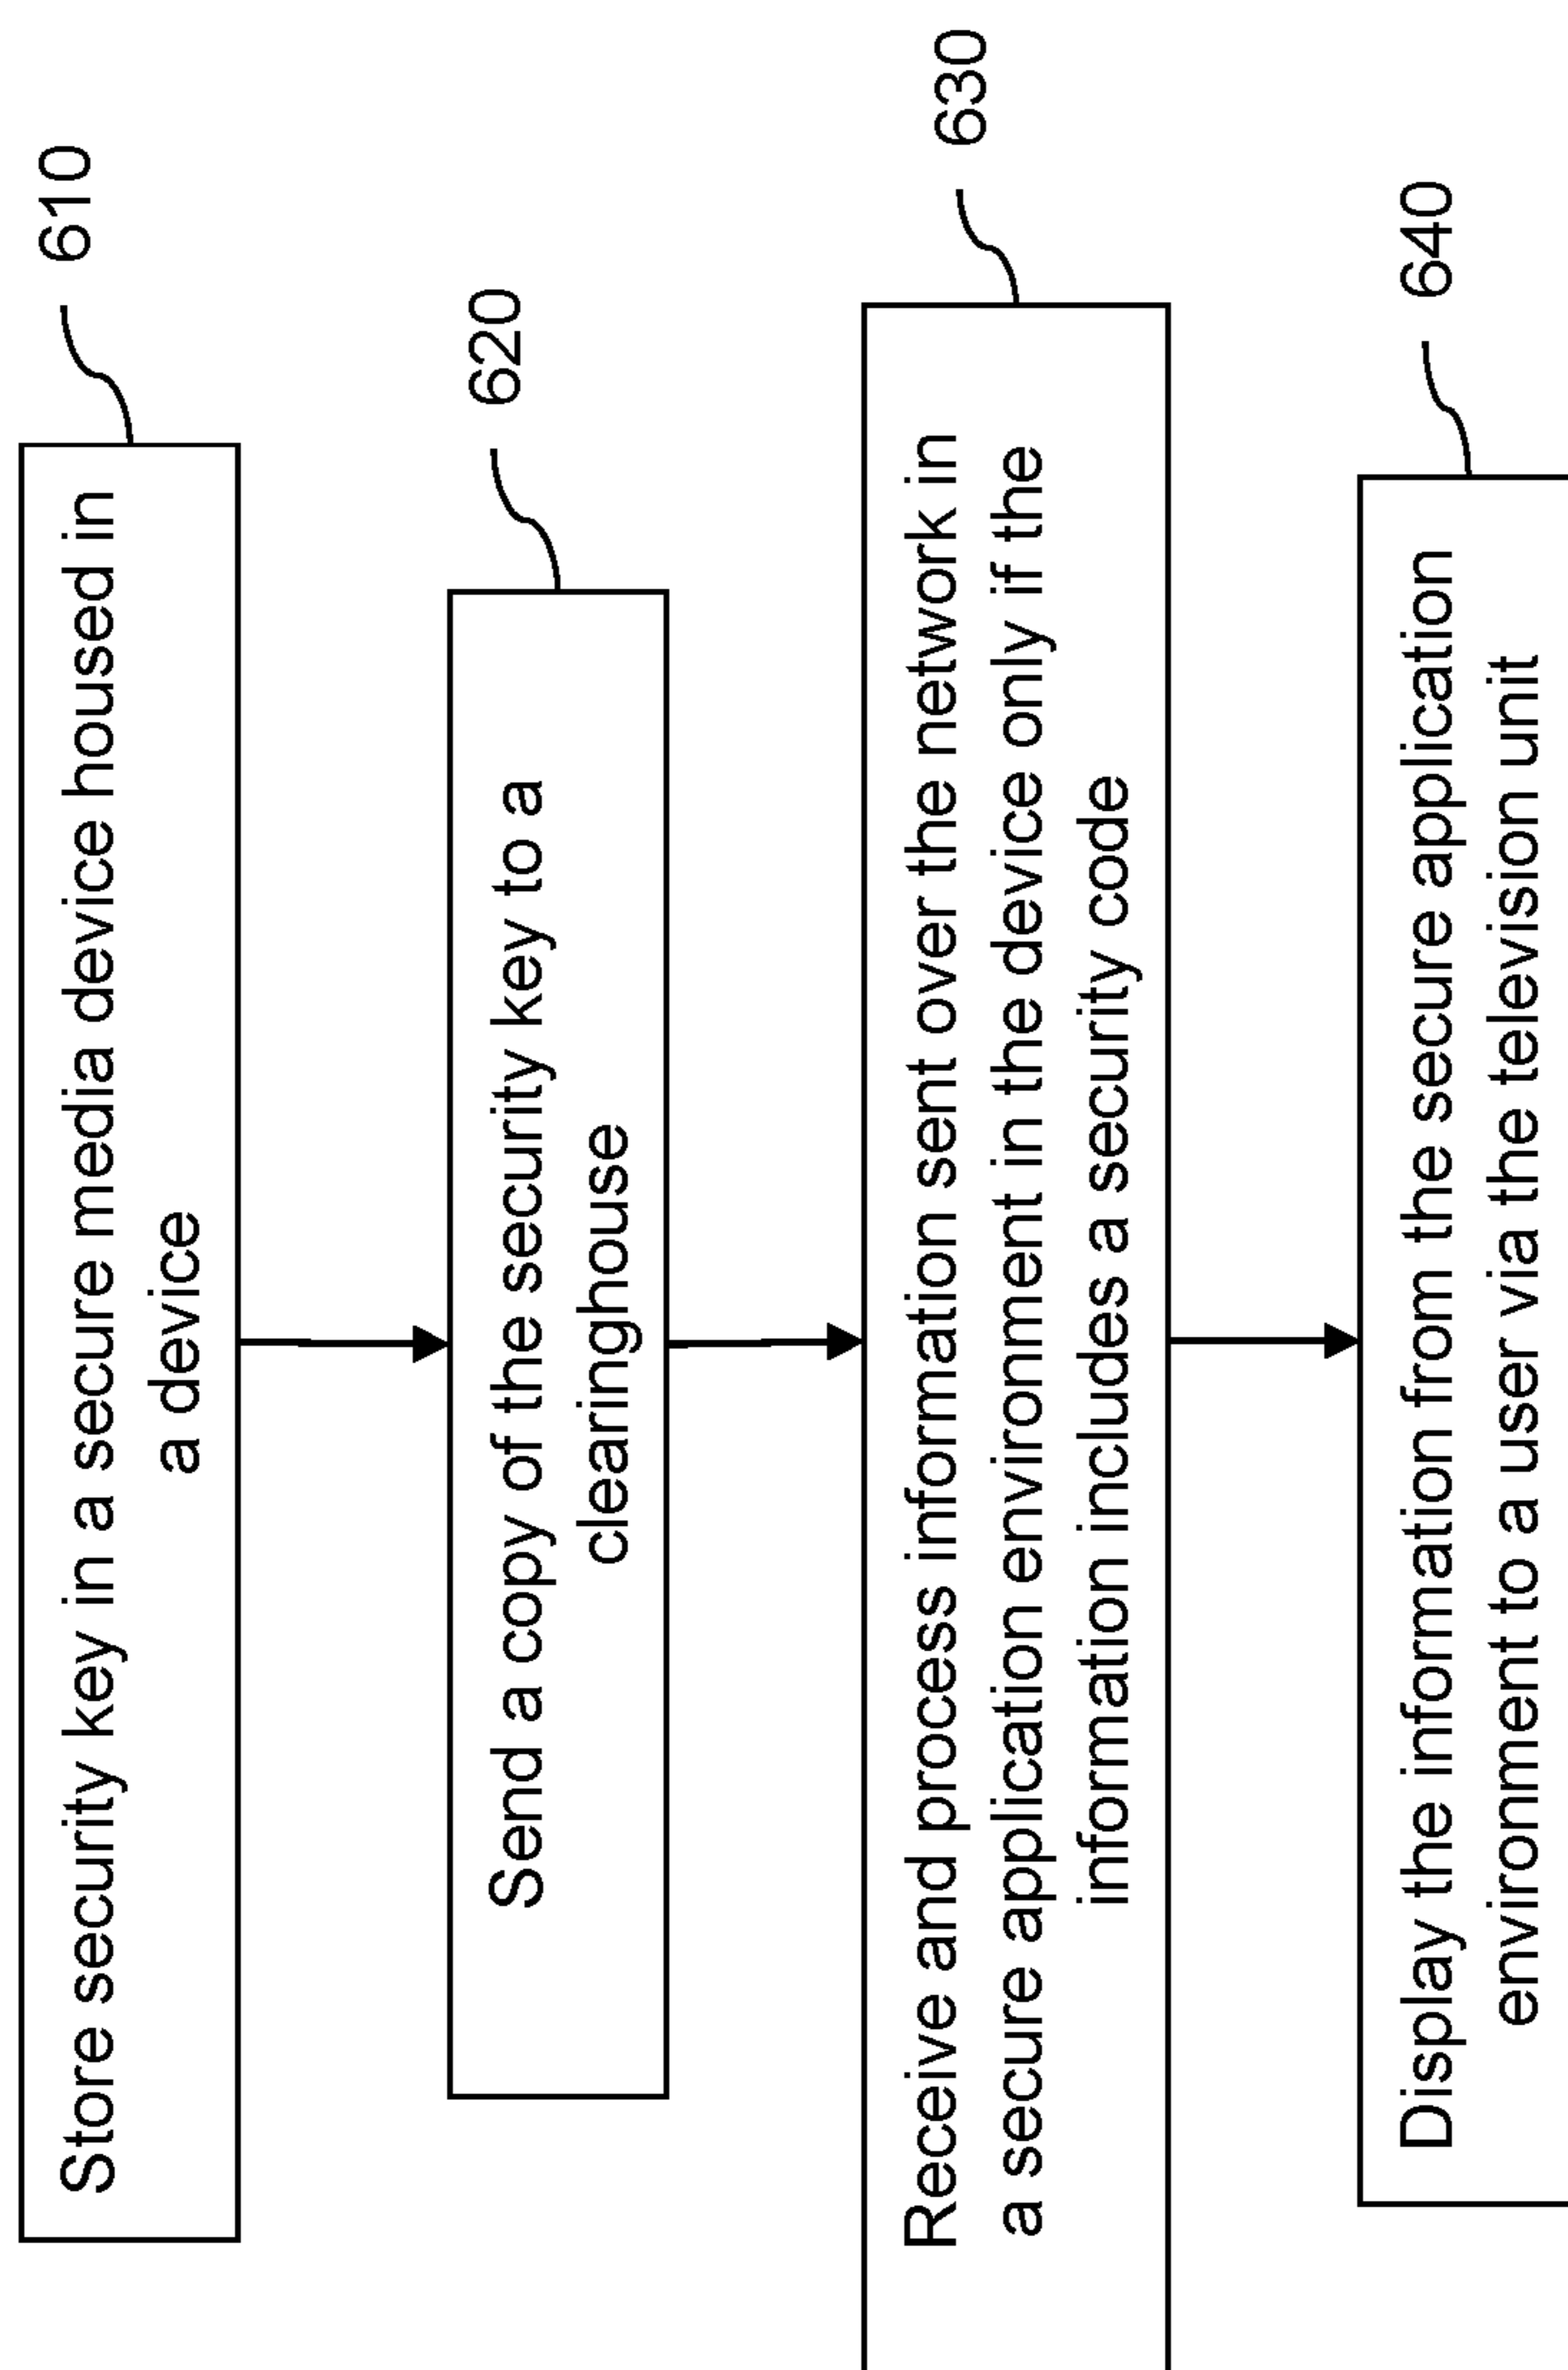 Store security key in a secure media device housed in
a device
610
Send a copy of the security key to a
clearinghouse
620
Receive and process information sent over the network in
a secure application environment in the device only if the
information includes a security code
630
Display the information from the secure application
environment to a user via the television unit
640